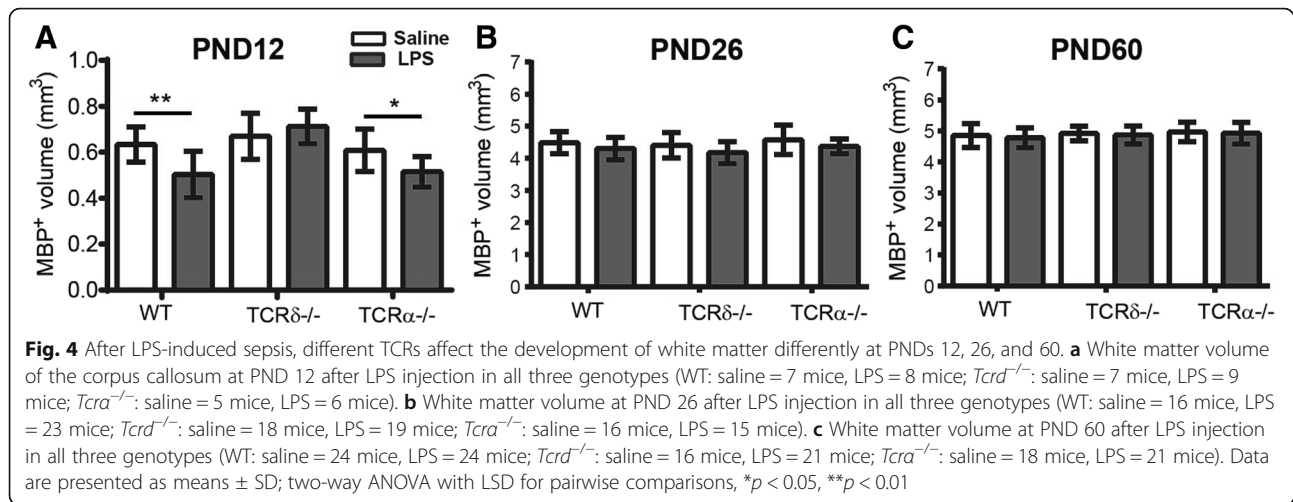 A
PND12
Saline
LPS
MBP⁺ volume (mm³)
1.0
0.8
0.6
0.4
0.2
0.0
**
*
WT
TCRδ-/-
TCRα-/-
B
PND26
MBP⁺ volume (mm³)
7
6
5
4
3
2
1
0
WT
TCRδ-/-
TCRα-/-
C
PND60
MBP⁺ volume (mm³)
7
6
5
4
3
2
1
0
WT
TCRδ-/-
TCRα-/-
Fig. 4 After LPS-induced sepsis, different TCRs affect the development of white matter differently at PNDs 12, 26, and 60. a White matter volume
of the corpus callosum at PND 12 after LPS injection in all three genotypes (WT: saline = 7 mice, LPS = 8 mice; Tcrd⁻/⁻: saline = 7 mice, LPS = 9
mice; Tcra⁻/⁻: saline = 5 mice, LPS = 6 mice). b White matter volume at PND 26 after LPS injection in all three genotypes (WT: saline = 16 mice, LPS
= 23 mice; Tcrd⁻/⁻: saline = 18 mice, LPS = 19 mice; Tcra⁻/⁻: saline = 16 mice, LPS = 15 mice). c White matter volume at PND 60 after LPS injection
in all three genotypes (WT: saline = 24 mice, LPS = 24 mice; Tcrd⁻/⁻: saline = 16 mice, LPS = 21 mice; Tcra⁻/⁻: saline = 18 mice, LPS = 21 mice). Data
are presented as means ± SD; two-way ANOVA with LSD for pairwise comparisons, *p < 0.05, **p < 0.01